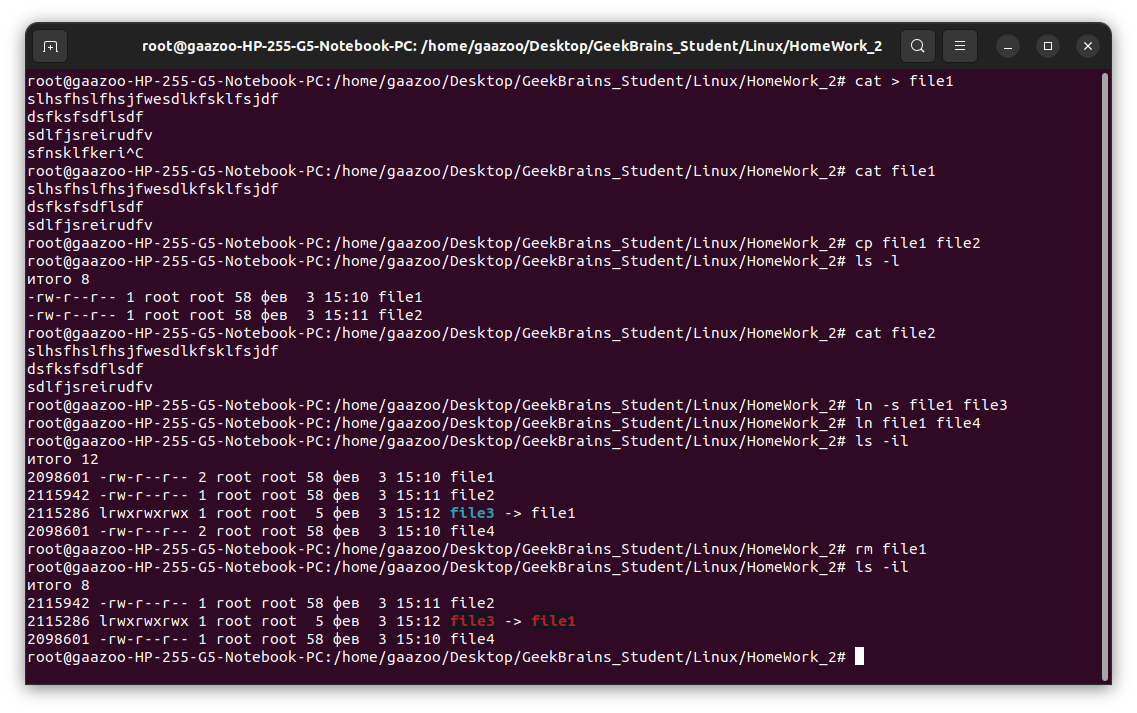 root@gaazoo-HP-255-G5-Notebook-PC: /home/gaazoo/Desktop/GeekBrains_Student/Linux/HomeWork_2
root@gaazoo-HP-255-G5-Notebook-PC:/home/gaazoo/Desktop/GeekBrains_Student/Linux/HomeWork_2# cat > file1
slhsfhslfhsjfwesdlkfsklfsjdf
dsfksfsdflsdf
sdlfjsreirudfv
sfnsklfkeri^C
root@gaazoo-HP-255-G5-Notebook-PC:/home/gaazoo/Desktop/GeekBrains_Student/Linux/HomeWork_2# cat file1
slhsfhslfhsjfwesdlkfsklfsjdf
dsfksfsdflsdf
sdlfjsreirudfv
root@gaazoo-HP-255-G5-Notebook-PC:/home/gaazoo/Desktop/GeekBrains_Student/Linux/HomeWork_2# cp file1 file2
root@gaazoo-HP-255-G5-Notebook-PC:/home/gaazoo/Desktop/GeekBrains_Student/Linux/HomeWork_2# ls -l
итого 8
-rw-r--r-- 1 root root 58 фев  3 15:10 file1
-rw-r--r-- 1 root root 58 фев  3 15:11 file2
root@gaazoo-HP-255-G5-Notebook-PC:/home/gaazoo/Desktop/GeekBrains_Student/Linux/HomeWork_2# cat file2
slhsfhslfhsjfwesdlkfsklfsjdf
dsfksfsdflsdf
sdlfjsreirudfv
root@gaazoo-HP-255-G5-Notebook-PC:/home/gaazoo/Desktop/GeekBrains_Student/Linux/HomeWork_2# ln -s file1 file3
root@gaazoo-HP-255-G5-Notebook-PC:/home/gaazoo/Desktop/GeekBrains_Student/Linux/HomeWork_2# ln file1 file4
root@gaazoo-HP-255-G5-Notebook-PC:/home/gaazoo/Desktop/GeekBrains_Student/Linux/HomeWork_2# ls -il
итого 12
2098601 -rw-r--r-- 2 root root 58 фев  3 15:10 file1
2115942 -rw-r--r-- 1 root root 58 фев  3 15:11 file2
2115286 lrwxrwxrwx 1 root root  5 фев  3 15:12 file3 -> file1
2098601 -rw-r--r-- 2 root root 58 фев  3 15:10 file4
root@gaazoo-HP-255-G5-Notebook-PC:/home/gaazoo/Desktop/GeekBrains_Student/Linux/HomeWork_2# rm file1
root@gaazoo-HP-255-G5-Notebook-PC:/home/gaazoo/Desktop/GeekBrains_Student/Linux/HomeWork_2# ls -il
итого 8
2115942 -rw-r--r-- 1 root root 58 фев  3 15:11 file2
2115286 lrwxrwxrwx 1 root root  5 фев  3 15:12 file3 -> file1
2098601 -rw-r--r-- 1 root root 58 фев  3 15:10 file4
root@gaazoo-HP-255-G5-Notebook-PC:/home/gaazoo/Desktop/GeekBrains_Student/Linux/HomeWork_2#